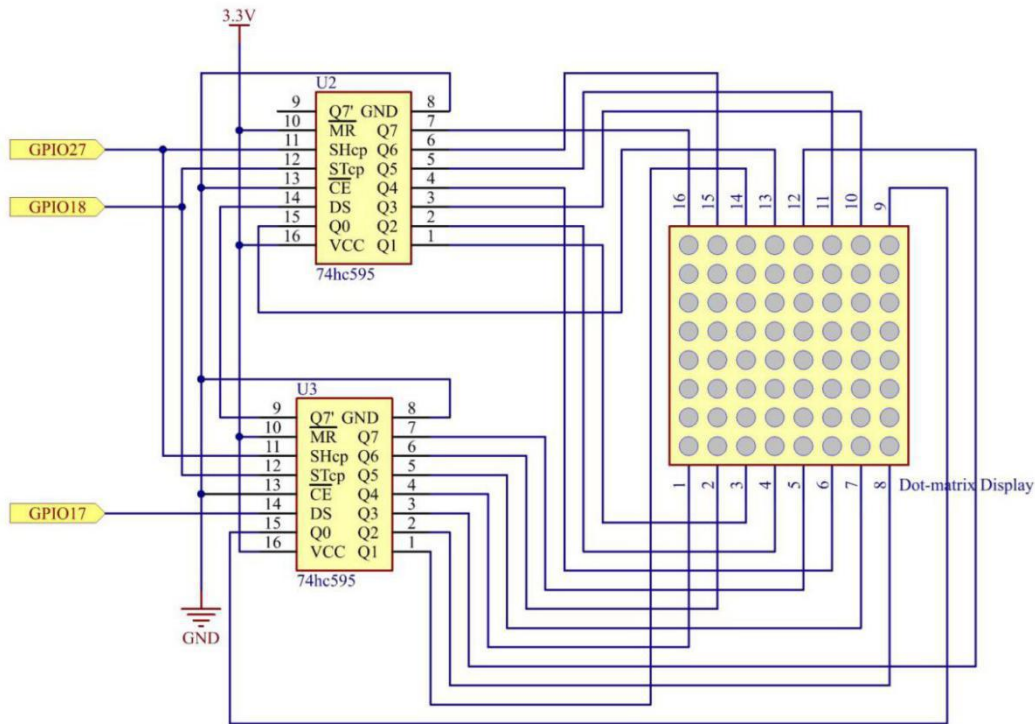 3.3V
U2
9 Q7' GND 8
10 MR Q7 7
GPIO27
11 SHcp Q6 6
12 STcp Q5 5
13 CE Q4 4
GPIO18
14 DS Q3 3
15 Q0 Q2 2
16 VCC Q1 1
74hc595
16 15 14 13 12 11 10 9
U3
9 Q7' GND 8
10 MR Q7 7
11 SHcp Q6 6
12 STcp Q5 5
13 CE Q4 4
GPIO17
14 DS Q3 3
15 Q0 Q2 2
16 VCC Q1 1
74hc595
1 2 3 4 5 6 7 8
Dot-matrix Display
GND